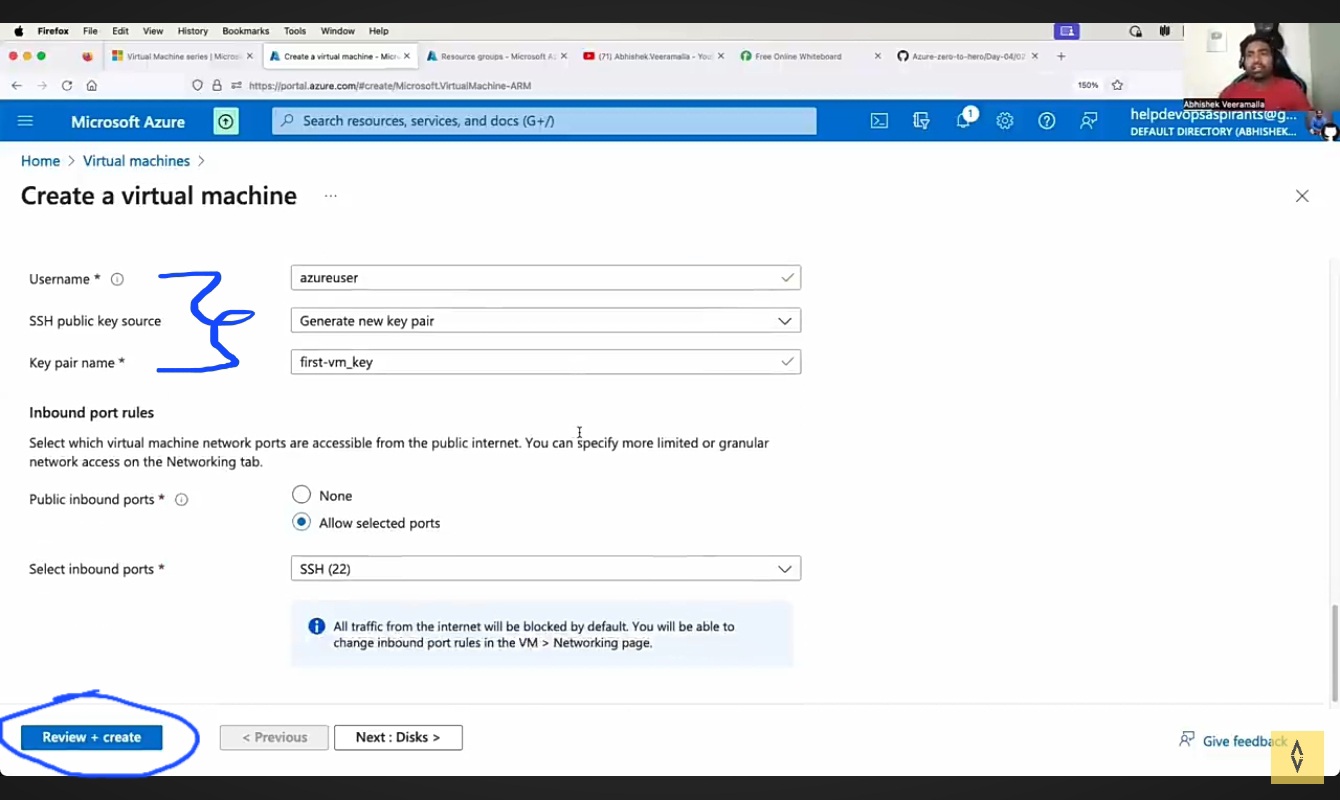 Firefox File Edit View History Bookmarks Tools Window Help
Virtual Machine series | Micros
Create a virtual machine - Micr
Resource groups - Microsoft Az
(71) Abhishek.Veeramalla - You
Free Online Whiteboard
Azure-zero-to-hero/Day-04/02
https://portal.azure.com/#create/Microsoft.VirtualMachine-ARM
150%
Abhishek Veeramalla
Microsoft Azure
Search resources, services, and docs (G+/)
1
helpdevopsaspirants@g...
DEFAULT DIRECTORY (ABHISHEK...
Home > Virtual machines >
Create a virtual machine ...
Username * azureuser
SSH public key source Generate new key pair
Key pair name * first-vm_key
Inbound port rules
Select which virtual machine network ports are accessible from the public internet. You can specify more limited or granular
network access on the Networking tab.
Public inbound ports * None
Allow selected ports
Select inbound ports * SSH (22)
All traffic from the internet will be blocked by default. You will be able to
change inbound port rules in the VM > Networking page.
Review + create < Previous Next : Disks > Give feedback